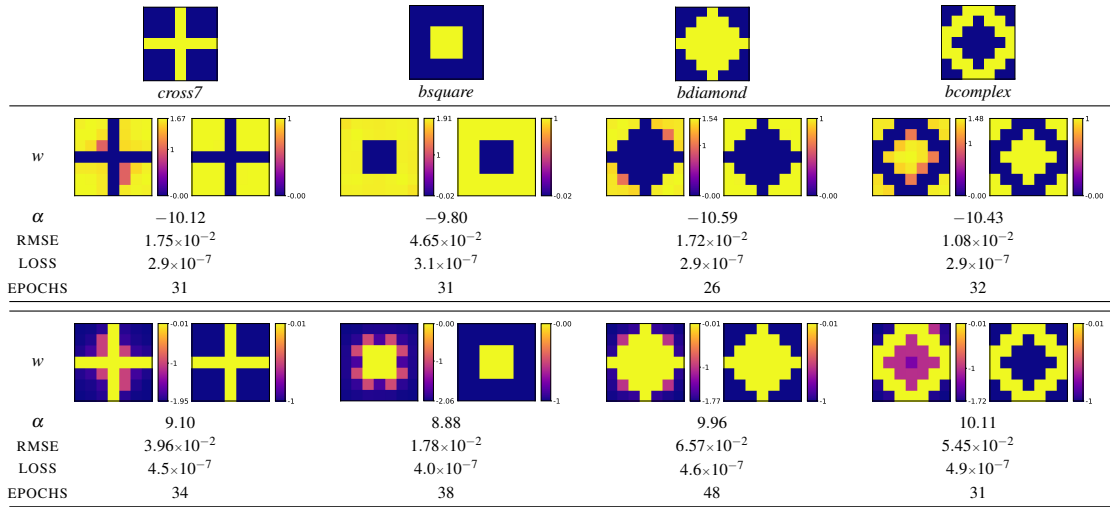 cross7 bsquare bdiamond bcomplex
1.67 1 1.91 1 1.54 1 1.48 1
w 1 1 1 1
-0.00 -0.00 -0.02 -0.02 -0.00 -0.00 -0.00 -0.00
α −10.12 −9.80 −10.59 −10.43
RMSE 1.75×10−2 4.65×10−2 1.72×10−2 1.08×10−2
LOSS 2.9×10−7 3.1×10−7 2.9×10−7 2.9×10−7
EPOCHS 31 31 26 32
-0.01 -0.01 -0.00 -0.00 -0.01 -0.01 -0.01 -0.01
w -1 -1 -1 -1
-1.95 -1 -2.06 -1 -1.77 -1 -1.72 -1
α 9.10 8.88 9.96 10.11
RMSE 3.96×10−2 1.78×10−2 6.57×10−2 5.45×10−2
LOSS 4.5×10−7 4.0×10−7 4.6×10−7 4.9×10−7
EPOCHS 34 38 48 31